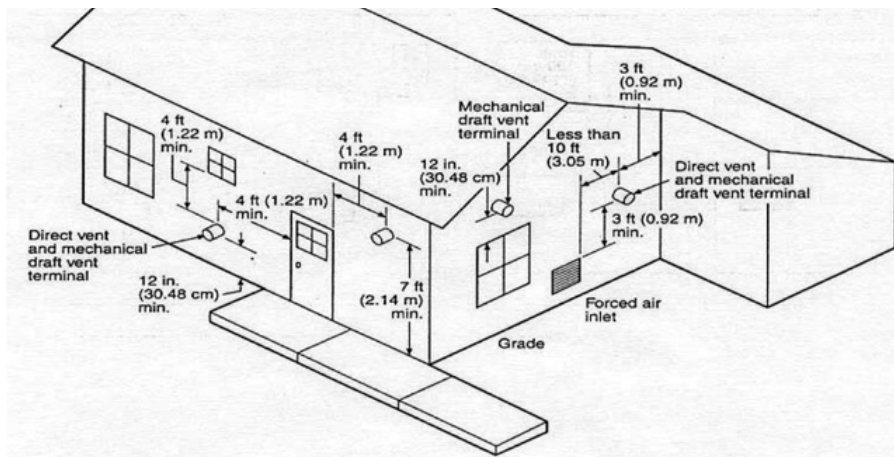 4 ft
(1.22 m)
min.
4 ft (1.22 m)
min.
Direct vent
and mechanical
draft vent
terminal
12 in.
(30.48 cm)
min.
4 ft
(1.22 m)
min.
7 ft
(2.14 m)
min.
Mechanical
draft vent
terminal
12 in.
(30.48 cm)
min.
Less than
10 ft
(3.05 m)
3 ft
(0.92 m)
min.
Direct vent
and mechanical
draft vent terminal
3 ft (0.92 m)
min.
Forced air
inlet
Grade